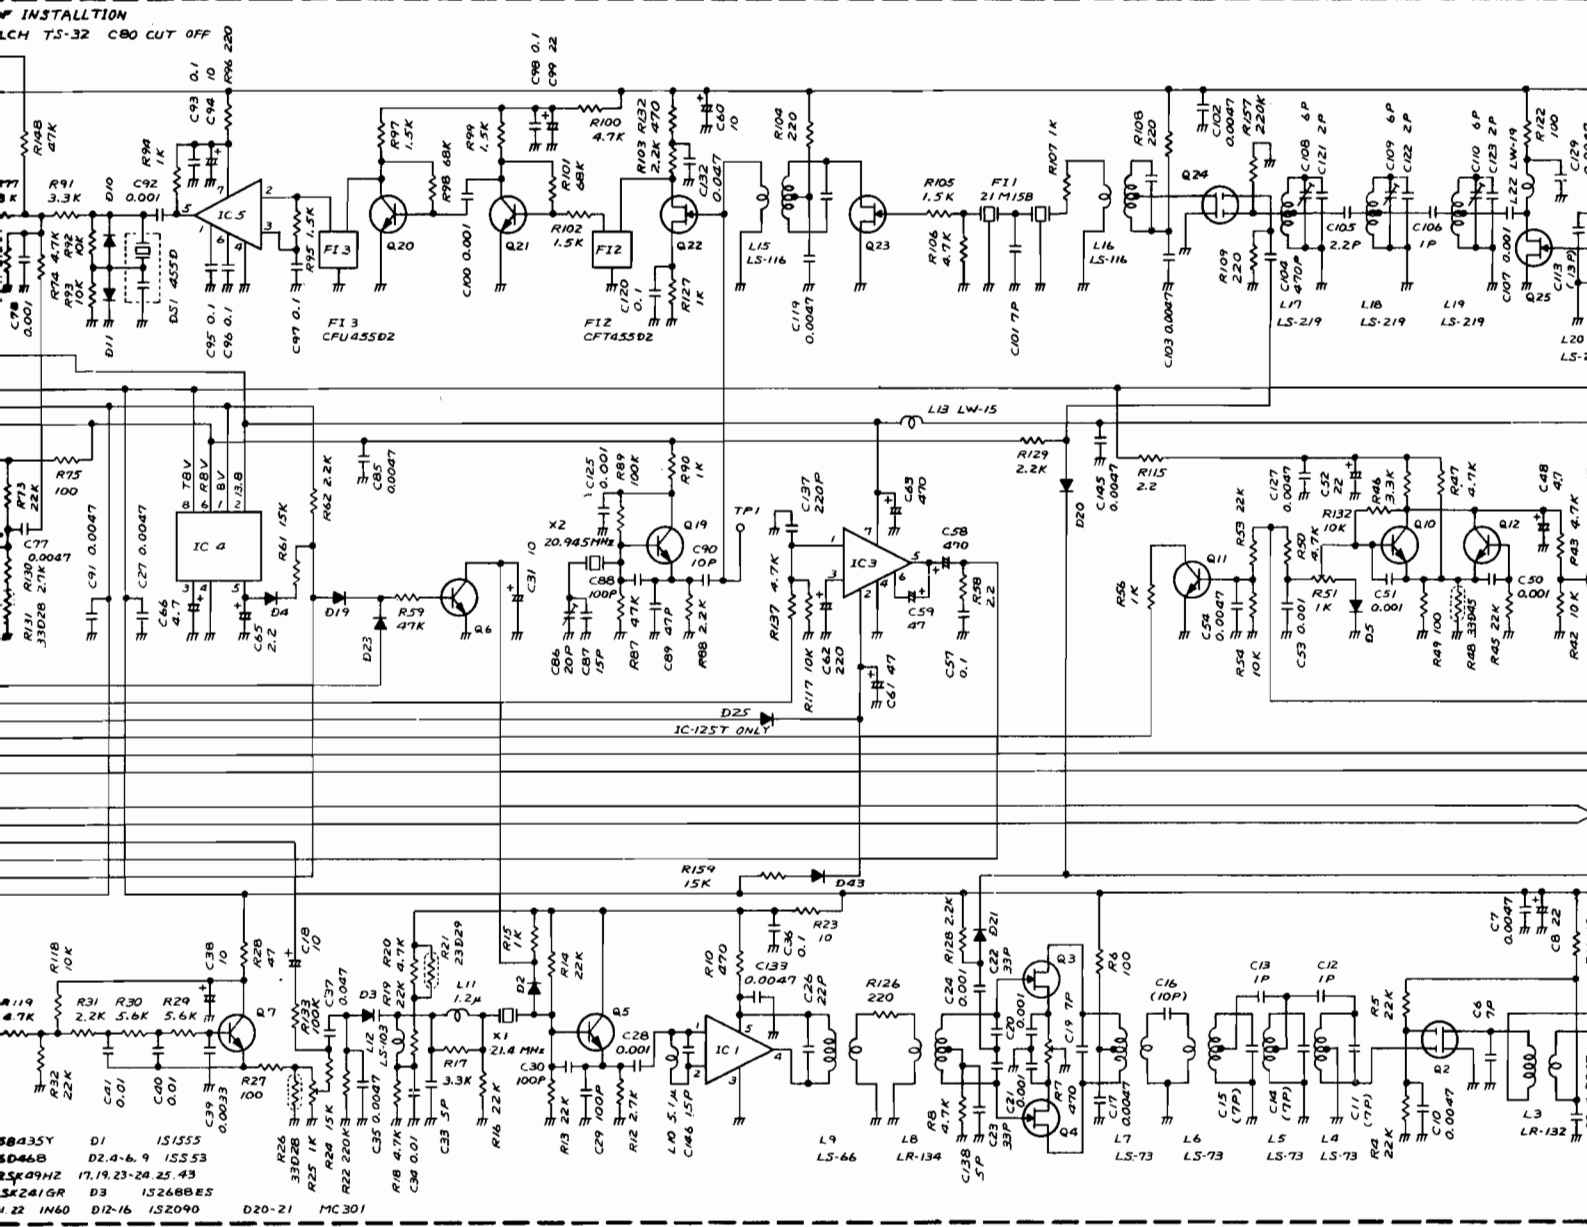 OF INSTALLTION
LCH TS-32 C80 CUT OFF
R148 47K
R94 1K
C93 0.1
C94 10
R96 220
R97 1.5K
R99 1.5K
C98 0.1
C99 22
R100 4.7K
R132 470
R103 2.2K
C60 10
R104 220
R107 1K
R108 220
C102 0.0047
R157 220K
C108 6P
C121 2P
C109 6P
C122 2P
C110 6P
C123 2P
L22 LW-19
R122 100
C129
R91 3.3K
D10
C92 0.001
IC 5
R98 68K
R101 68K
C132 0.047
R105 1.5K
FI1 21M15B
Q24
R74 4.7K
R92 10K
R93 10K
C78 0.001
D11
DS1 455D
C95 0.1
C96 0.1
C97 0.1
R95 1.5K
FI3
Q20
C100 0.001
Q21
R102 1.5K
FI2
Q22
L15 LS-116
Q23
R106 4.7K
L16 LS-116
R109 220
C104 470P
C105 2.2P
C106 1P
C107 0.001
Q25
C113 (13P)
FI3 CFU455D2
FI2 CFT455D2
C120 0.1
R127 1K
C119 0.0047
C101 7P
C103 0.0047
L17 LS-219
L18 LS-219
L19 LS-219
L20
L13 LW-15
R75 100
R73 22K
T8V
R8V
8V
13.8
8 6 1 2
R62 2.2K
C85 0.0047
C125 0.001
R89 100K
R90 1K
C137 220P
C63 470
R129 2.2K
D20
C145 0.0047
R115 2.2
C127 0.0047
C52 22
R46 3.3K
R47 4.7K
C48 47
C77 0.0047
R130 2.7K
R131 33D28
C91 0.0047
C27 0.0047
IC 4
R61 15K
X2 20.945MHz
Q19
C90 10P
TP1
IC3
C58 470
R53 22K
R50 4.7K
R132 10K
Q10
Q12
R43 4.7K
C66 4.7
C65 2.2
D4
D19
D23
R59 47K
Q6
C31 10
C88 100P
C86 20P
C87 15P
R87 47K
C89 47P
R88 2.2K
R137 4.7K
R117 10K
C62 220
C61 47
C59 47
R58 2.2
C57 0.1
R56 1K
Q11
C54 0.0047
R54 10K
C53 0.001
R51 1K
D5
C51 0.001
R49 100
R48 33D45
R45 22K
C50 0.001
R42 10K
D25
IC-125T ONLY
R159 15K
D43
R118 10K
C38 10
R28 47
C18 10
R133 100K
C37 0.047
R20 4.7K
R21 23D29
R15 1K
R14 22K
R10 470
C36 0.1
R23 10
R128 2.2K
D21
C22 33P
Q3
R6 100
C7 0.0047
C8 22
R119 4.7K
R31 2.2K
R30 5.6K
R29 5.6K
Q7
D3
R19 22K
L11 1.2μ
D2
Q5
C28 0.001
C133 0.0047
C26 22P
R126 220
C24 0.001
C20 0.001
C19 7P
C16 (10P)
C13 1P
C12 1P
R5 22K
C6 7P
R32 22K
C41 0.01
C40 0.01
C39 0.0033
R27 100
L12 LS-103
R17 3.3K
X1 21.4 MHz
C30 100P
IC 1
R26 33D28
R25 1K
R24 15K
R22 220K
C35 0.0047
R18 4.7K
C34 0.01
C33 5P
R16 22K
R13 22K
C29 100P
R12 2.7K
L10 5.1μ
C146 15P
L9 LS-66
L8 LR-134
R8 4.7K
C138 5P
C23 33P
C21 0.001
R7 470
Q4
C17 0.0047
L7 LS-73
L6 LS-73
C15 (7P)
L5 LS-73
C14 (7P)
L4 LS-73
C11 (7P)
R4 22K
C10 0.0047
Q2
L3 LR-132
SB435Y D1 1S1555
SD468 D2.4-6.9 1SS53
2SK49H2 17.19.23-24.25.43
SK241GR D3 1S2688ES
1.22 1N60 D12-16 1S2090 D20-21 MC301